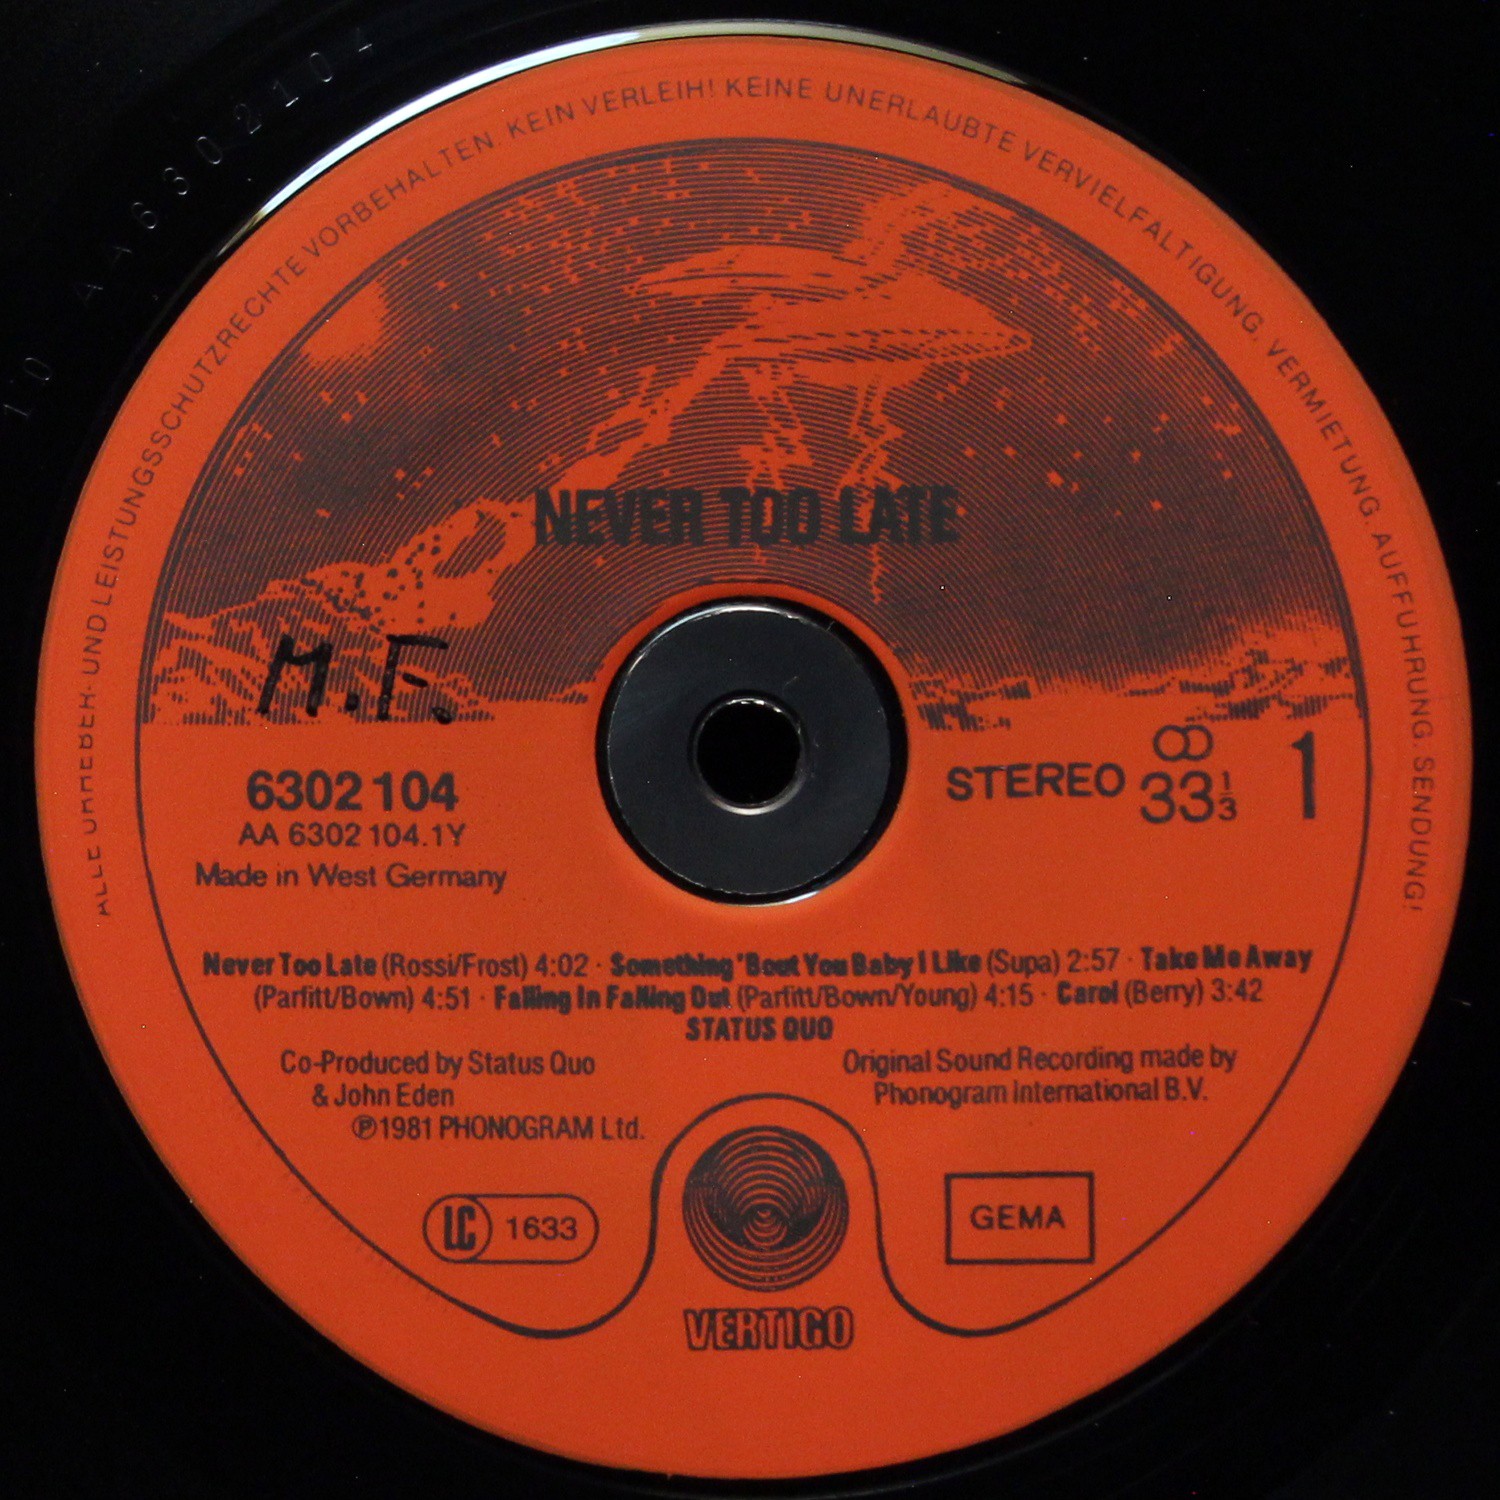 ALLE URHEBER- UND LEISTUNGSSCHUTZRECHTE VORBEHALTEN KEIN VERLEIH! KEINE UNERLAUBTE VERVIELFALTIGUNG, VERMIETUNG, AUFFUHRUNG, SENDUNG!
NEVER TOO LATE
M.F.
6302 104
AA 6302 104.1Y
Made in West Germany
STEREO 33 1/3 1
Never Too Late (Rossi/Frost) 4:02 · Something 'Bout You Baby I Like (Supa) 2:57 · Take Me Away
(Parfitt/Bown) 4:51 · Falling In Falling Out (Parfitt/Bown/Young) 4:15 · Carol (Berry) 3:42
STATUS QUO
Co-Produced by Status Quo
& John Eden
℗1981 PHONOGRAM Ltd.
Original Sound Recording made by
Phonogram International B.V.
LC 1633
GEMA
VERTIGO